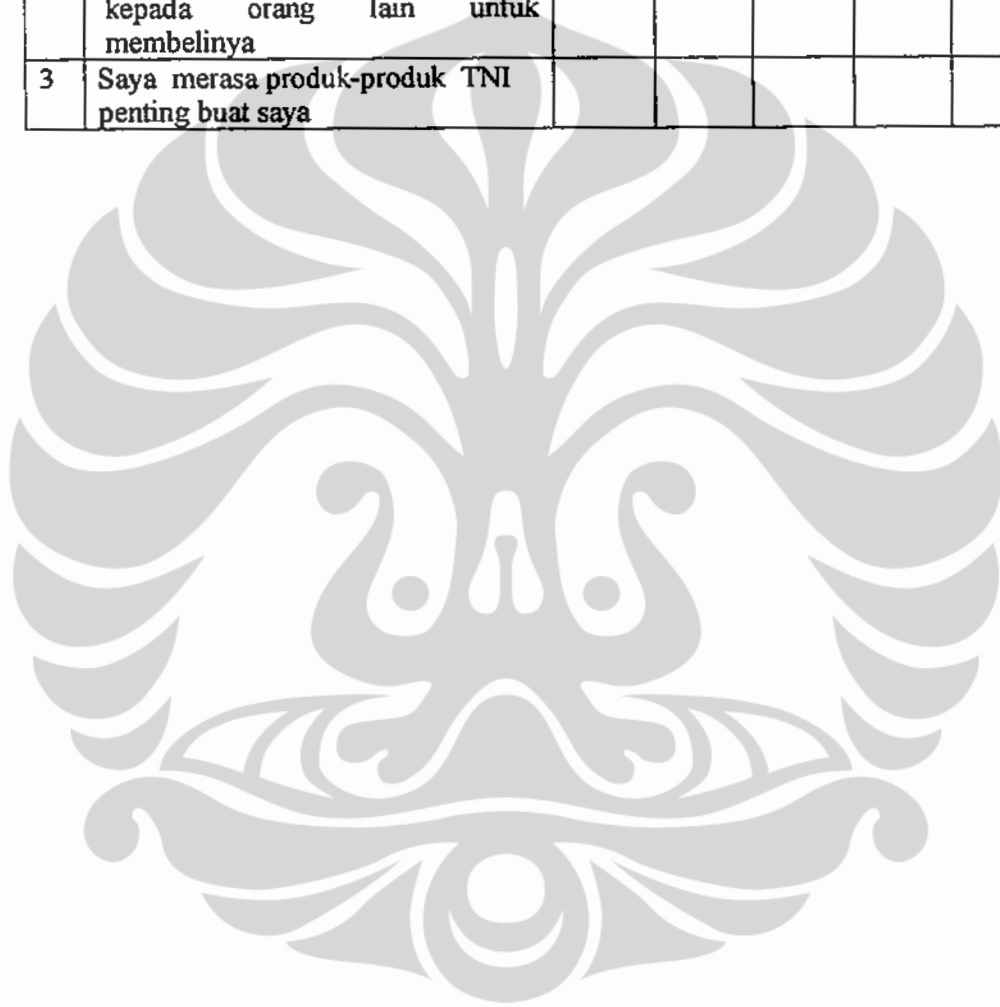 kepada orang lain untuk
membelinya
3 Saya merasa produk-produk TNI
penting buat saya